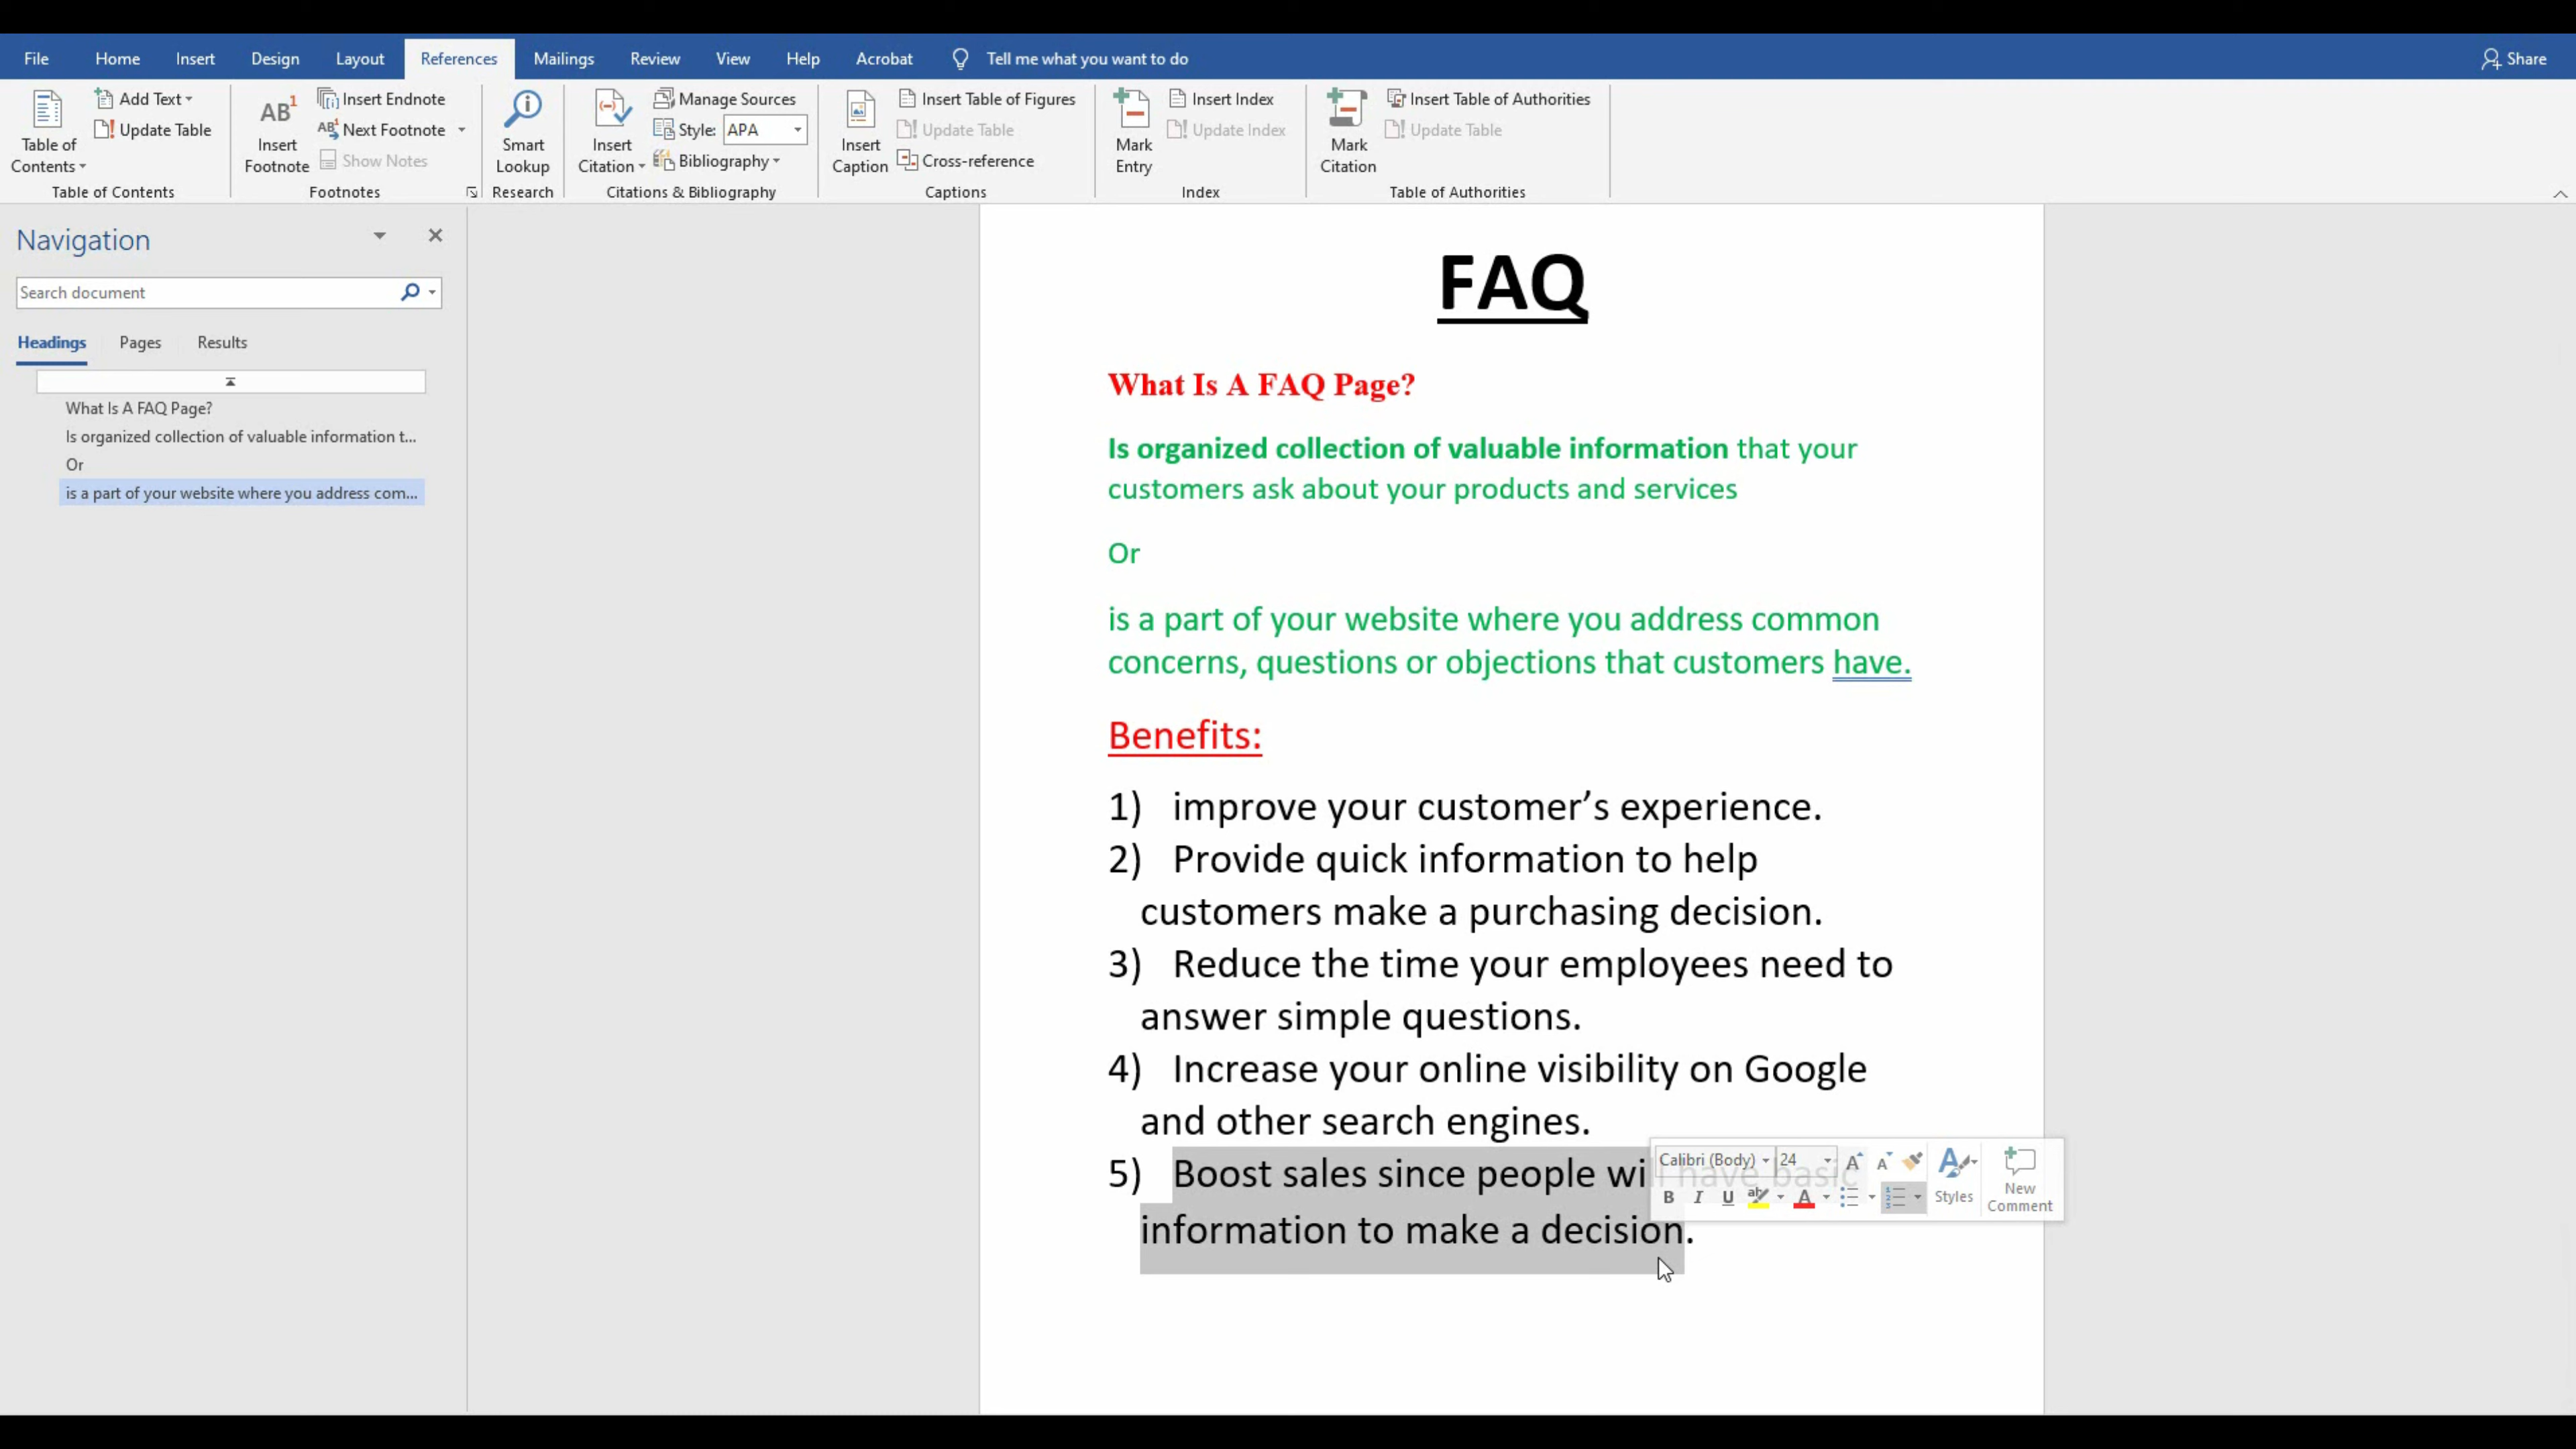 File Home Insert Design Layout References Mailings Review View Help Acrobat Tell me what you want to do Share
Table of Contents
Add Text
Update Table
Table of Contents
AB1 Insert Footnote
Insert Endnote
Next Footnote
Show Notes
Footnotes
Smart Lookup
Research
Insert Citation
Manage Sources
Style: APA
Bibliography
Citations & Bibliography
Insert Caption
Insert Table of Figures
Update Table
Cross-reference
Captions
Mark Entry
Insert Index
Update Index
Index
Mark Citation
Insert Table of Authorities
Update Table
Table of Authorities
Navigation
Search document
Headings Pages Results
What Is A FAQ Page?
Is organized collection of valuable information t...
Or
is a part of your website where you address com...
FAQ
What Is A FAQ Page?
Is organized collection of valuable information that your
customers ask about your products and services
Or
is a part of your website where you address common
concerns, questions or objections that customers have.
Benefits:
1) improve your customer’s experience.
2) Provide quick information to help
customers make a purchasing decision.
3) Reduce the time your employees need to
answer simple questions.
4) Increase your online visibility on Google
and other search engines.
5) Boost sales since people will have basic
information to make a decision.
Calibri (Body) 24 A A
B I U ab A Styles
New Comment